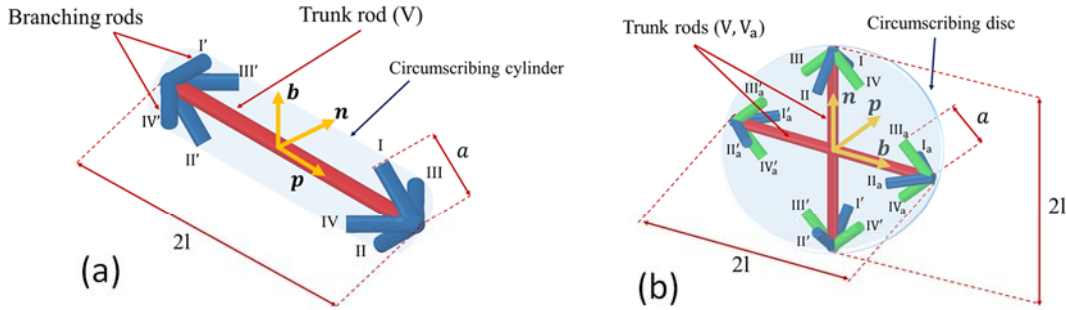 Branching rods
Trunk rod (V)
I′
III′
IV′
II′
b
n
p
Circumscribing cylinder
I
III
IV
II
a
2l
(a)
Trunk rods (V, Vₐ)
Circumscribing disc
III
I
II
IV
n
p
b
III′ₐ
I′ₐ
II′ₐ
IV′ₐ
IIIₐ
Iₐ
IIₐ
IVₐ
III′
I′
II′
IV′
a
2l
2l
(b)